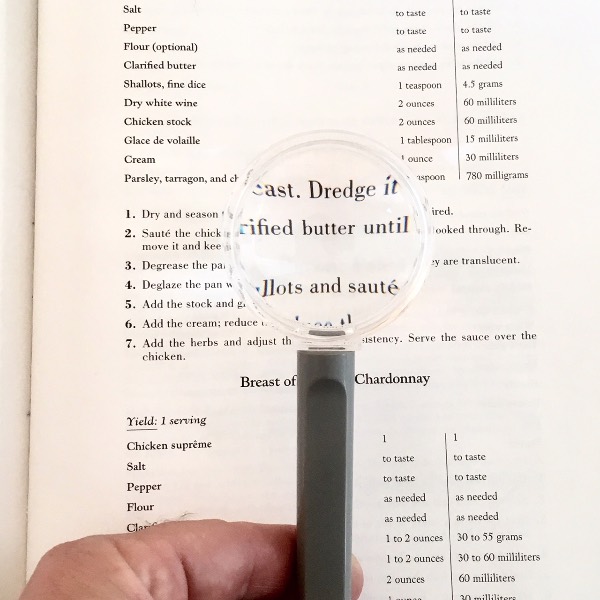 Salt to taste to taste
Pepper to taste to taste
Flour (optional) as needed as needed
Clarified butter as needed as needed
Shallots, fine dice 1 teaspoon 4.5 grams
Dry white wine 2 ounces 60 milliliters
Chicken stock 2 ounces 60 milliliters
Glace de volaille 1 tablespoon 15 milliliters
Cream ounce 30 milliliters
Parsley, tarragon, and 780 milligrams
east. Dredge it
1. Dry and season
rified butter until
2. Sauté the chick ooked through. Re-
move it and
3. Degrease the ey are translucent.
llots and sauté
4. Deglaze the pan
5. Add the stock and
6. Add the cream; reduce
7. Add the herbs and adjust th istency. Serve the sauce over the
chicken.
Breast of Chardonnay
Yield: 1 serving
Chicken suprême 1 1
Salt to taste to taste
Pepper to taste to taste
Flour as needed as needed
as needed as needed
1 to 2 ounces 30 to 55 grams
1 to 2 ounces 30 to 60 milliliters
2 ounces 60 milliliters
1 ounce 30 milliliters